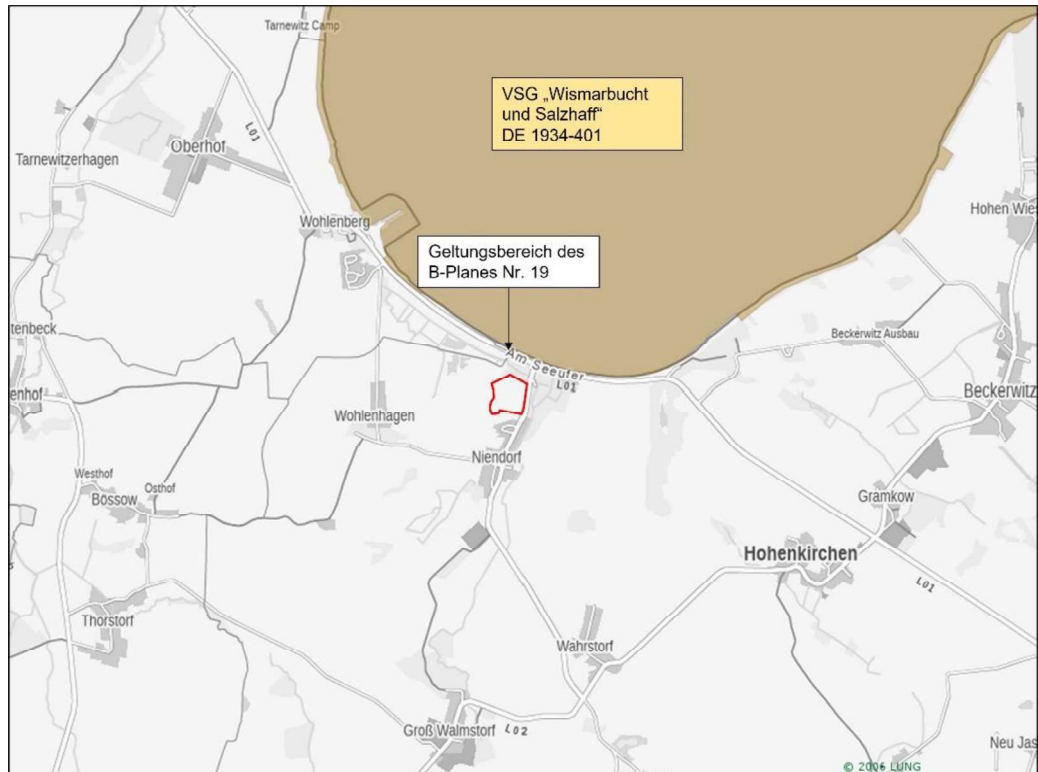 Tarnewitz Camp
VSG „Wismarbucht
und Salzhaff“
DE 1934-401
L01
Oberhof
Tarnewitzerhagen
Hohen Wies
Wohlenberg
Geltungsbereich des
B-Planes Nr. 19
tenbeck
Am Seeufer
Beckerwitz Ausbau
L01
enhof
Wohlenhagen
Beckerwitz
Niendorf
Westhof
Osthof
Bössow
Gramkow
Hohenkirchen
L01
Thorstorf
Wahrstorf
Groß Walmstorf
L02
Neu Jas
© 2006 LUNG